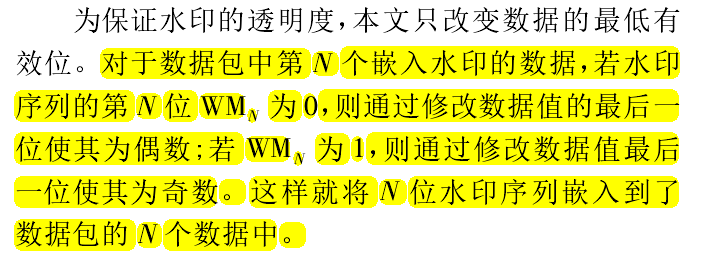 为保证水印的透明度,本文只改变数据的最低有
效位。对于数据包中第 N 个嵌入水印的数据,若水印
序列的第 N 位 WM_N 为0,则通过修改数据值的最后一
位使其为偶数;若 WM_N 为1,则通过修改数据值最后
一位使其为奇数。这样就将 N 位水印序列嵌入到了
数据包的 N 个数据中。